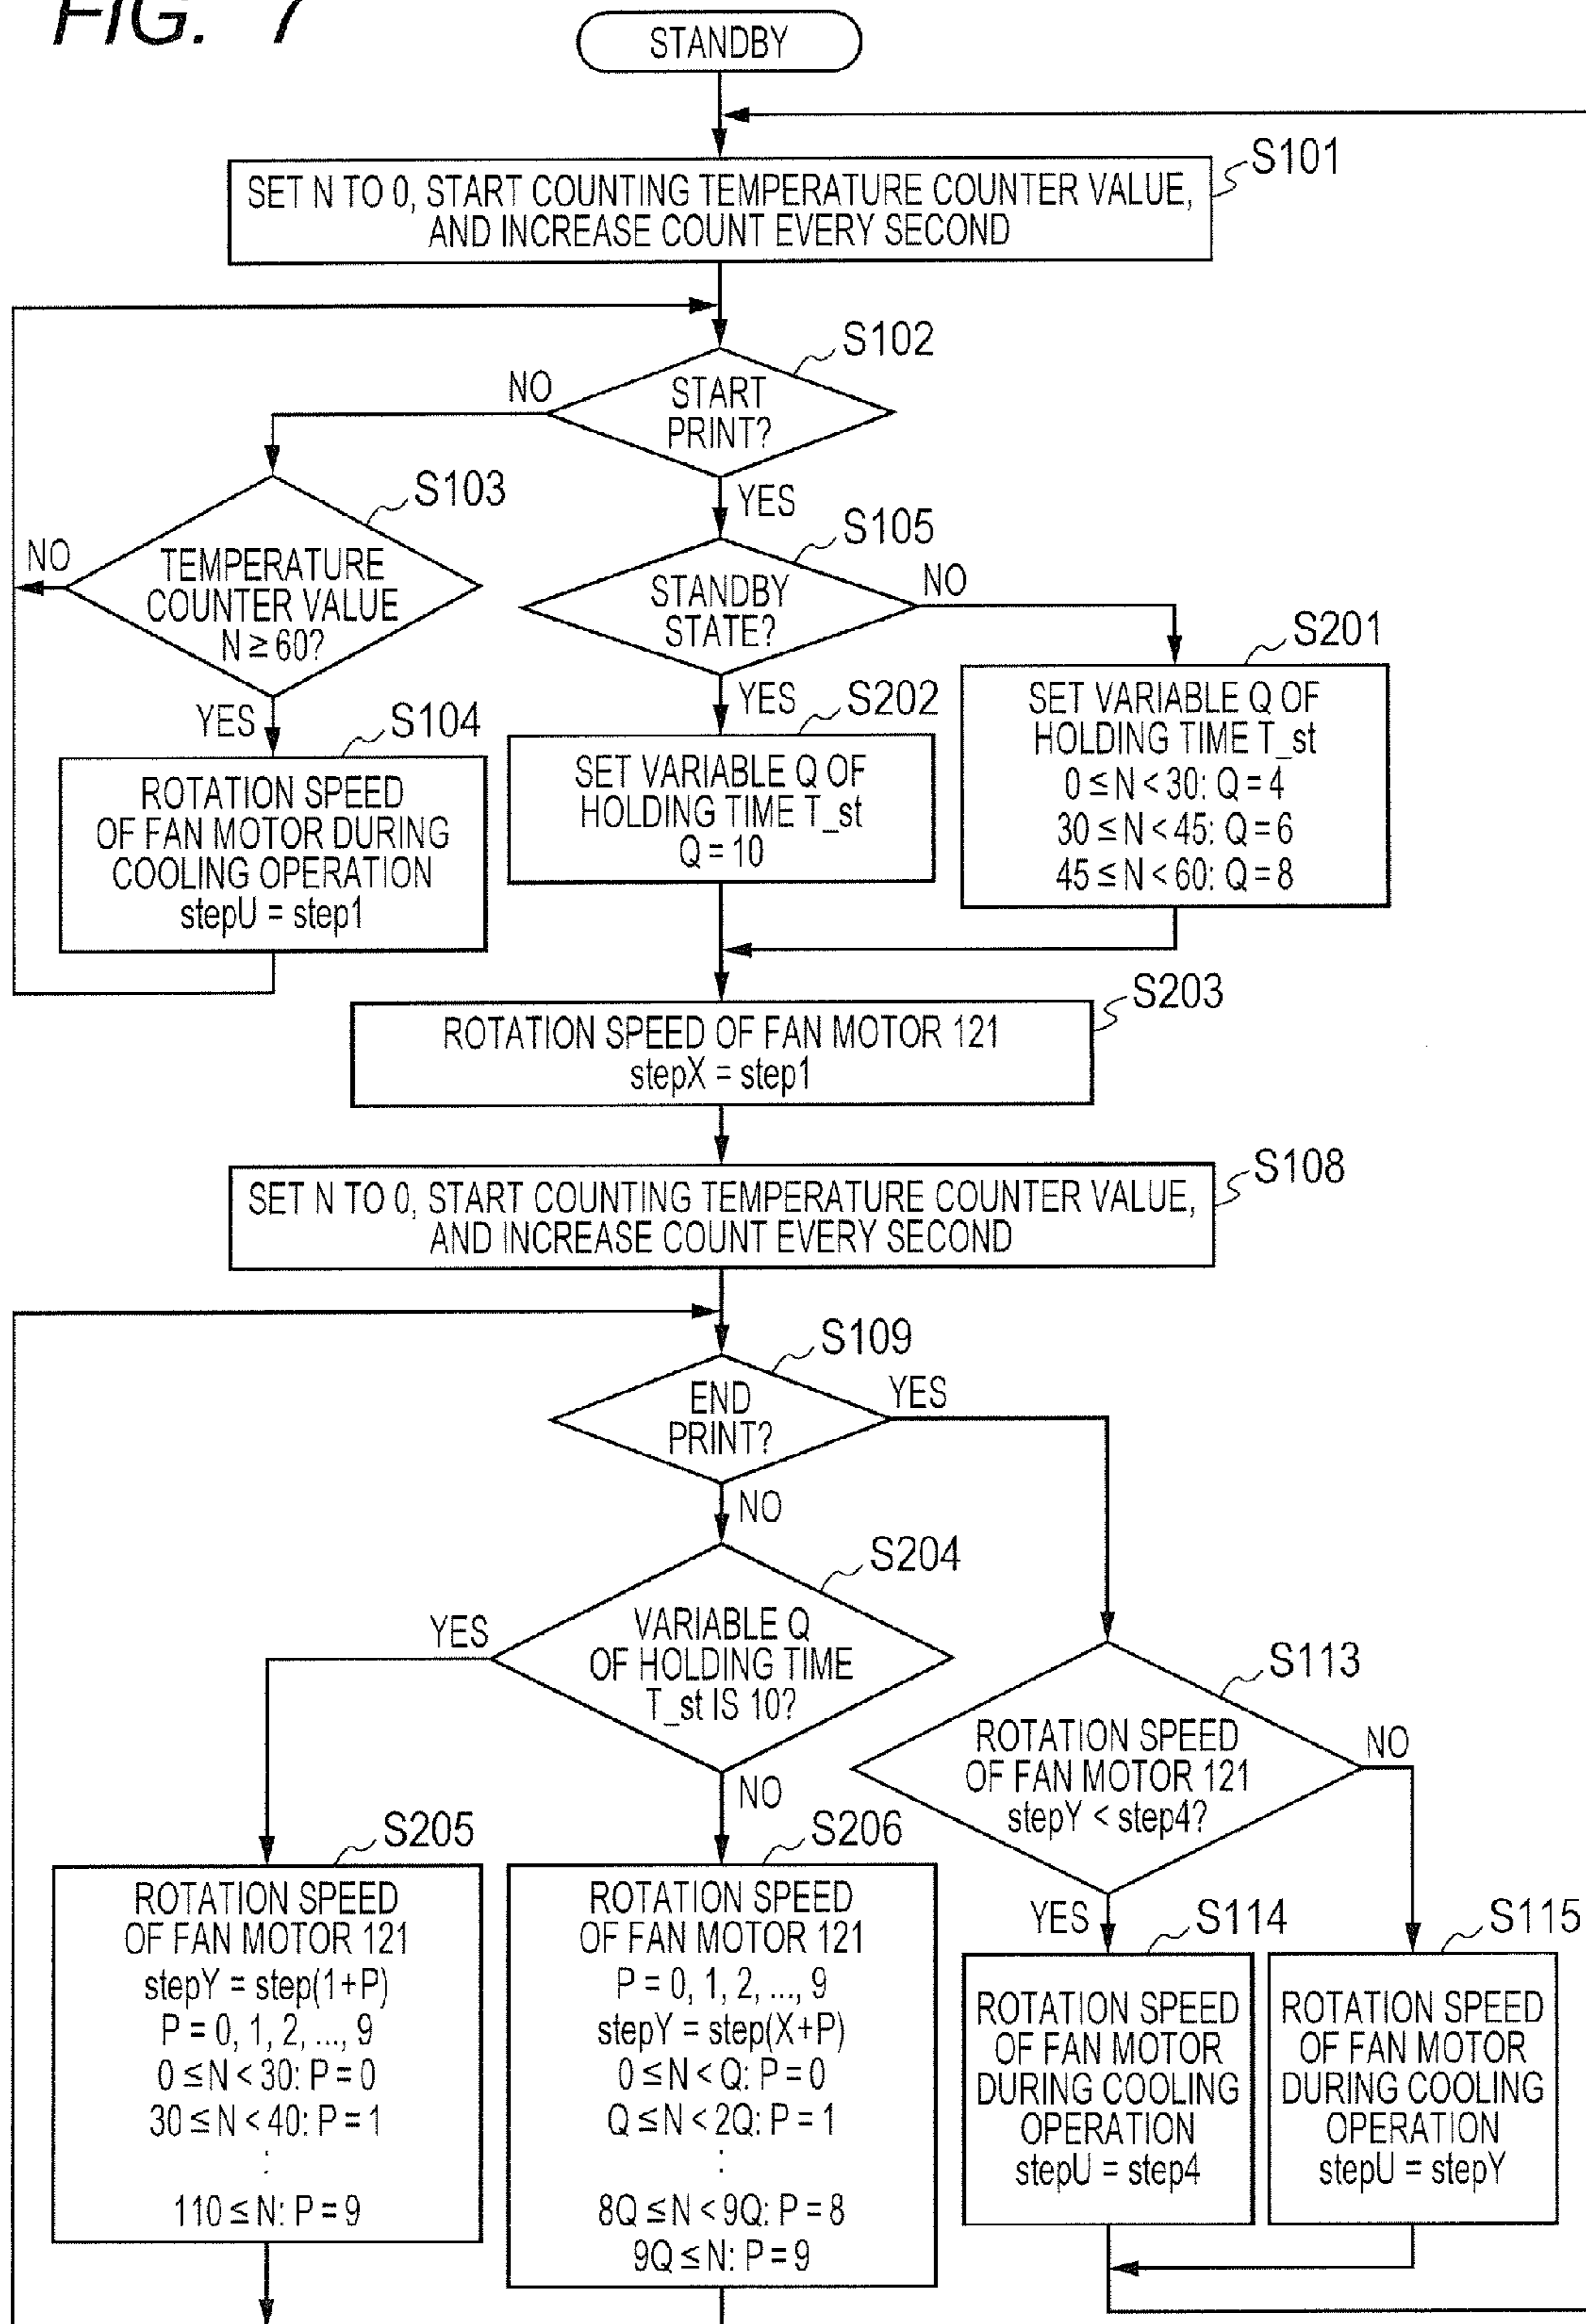 FIG. 7
STANDBY
S101
SET N TO 0, START COUNTING TEMPERATURE COUNTER VALUE,
AND INCREASE COUNT EVERY SECOND
S102
START
PRINT?
NO
YES
S103
TEMPERATURE
COUNTER VALUE
N ≥ 60?
NO
YES
S104
ROTATION SPEED
OF FAN MOTOR DURING
COOLING OPERATION
stepU = step1
S105
STANDBY
STATE?
NO
YES
S202
SET VARIABLE Q OF
HOLDING TIME T_st
Q = 10
S201
SET VARIABLE Q OF
HOLDING TIME T_st
0 ≤ N < 30: Q = 4
30 ≤ N < 45: Q = 6
45 ≤ N < 60: Q = 8
S203
ROTATION SPEED OF FAN MOTOR 121
stepX = step1
S108
SET N TO 0, START COUNTING TEMPERATURE COUNTER VALUE,
AND INCREASE COUNT EVERY SECOND
S109
END
PRINT?
YES
NO
S204
VARIABLE Q
OF HOLDING TIME
T_st IS 10?
YES
NO
S113
ROTATION SPEED
OF FAN MOTOR 121
stepY < step4?
NO
YES
S205
ROTATION SPEED
OF FAN MOTOR 121
stepY = step(1+P)
P = 0, 1, 2, ..., 9
0 ≤ N < 30: P = 0
30 ≤ N < 40: P = 1
:
110 ≤ N: P = 9
S206
ROTATION SPEED
OF FAN MOTOR 121
P = 0, 1, 2, ..., 9
stepY = step(X+P)
0 ≤ N < Q: P = 0
Q ≤ N < 2Q: P = 1
:
8Q ≤ N < 9Q: P = 8
9Q ≤ N: P = 9
S114
ROTATION SPEED
OF FAN MOTOR
DURING COOLING
OPERATION
stepU = step4
S115
ROTATION SPEED
OF FAN MOTOR
DURING COOLING
OPERATION
stepU = stepY